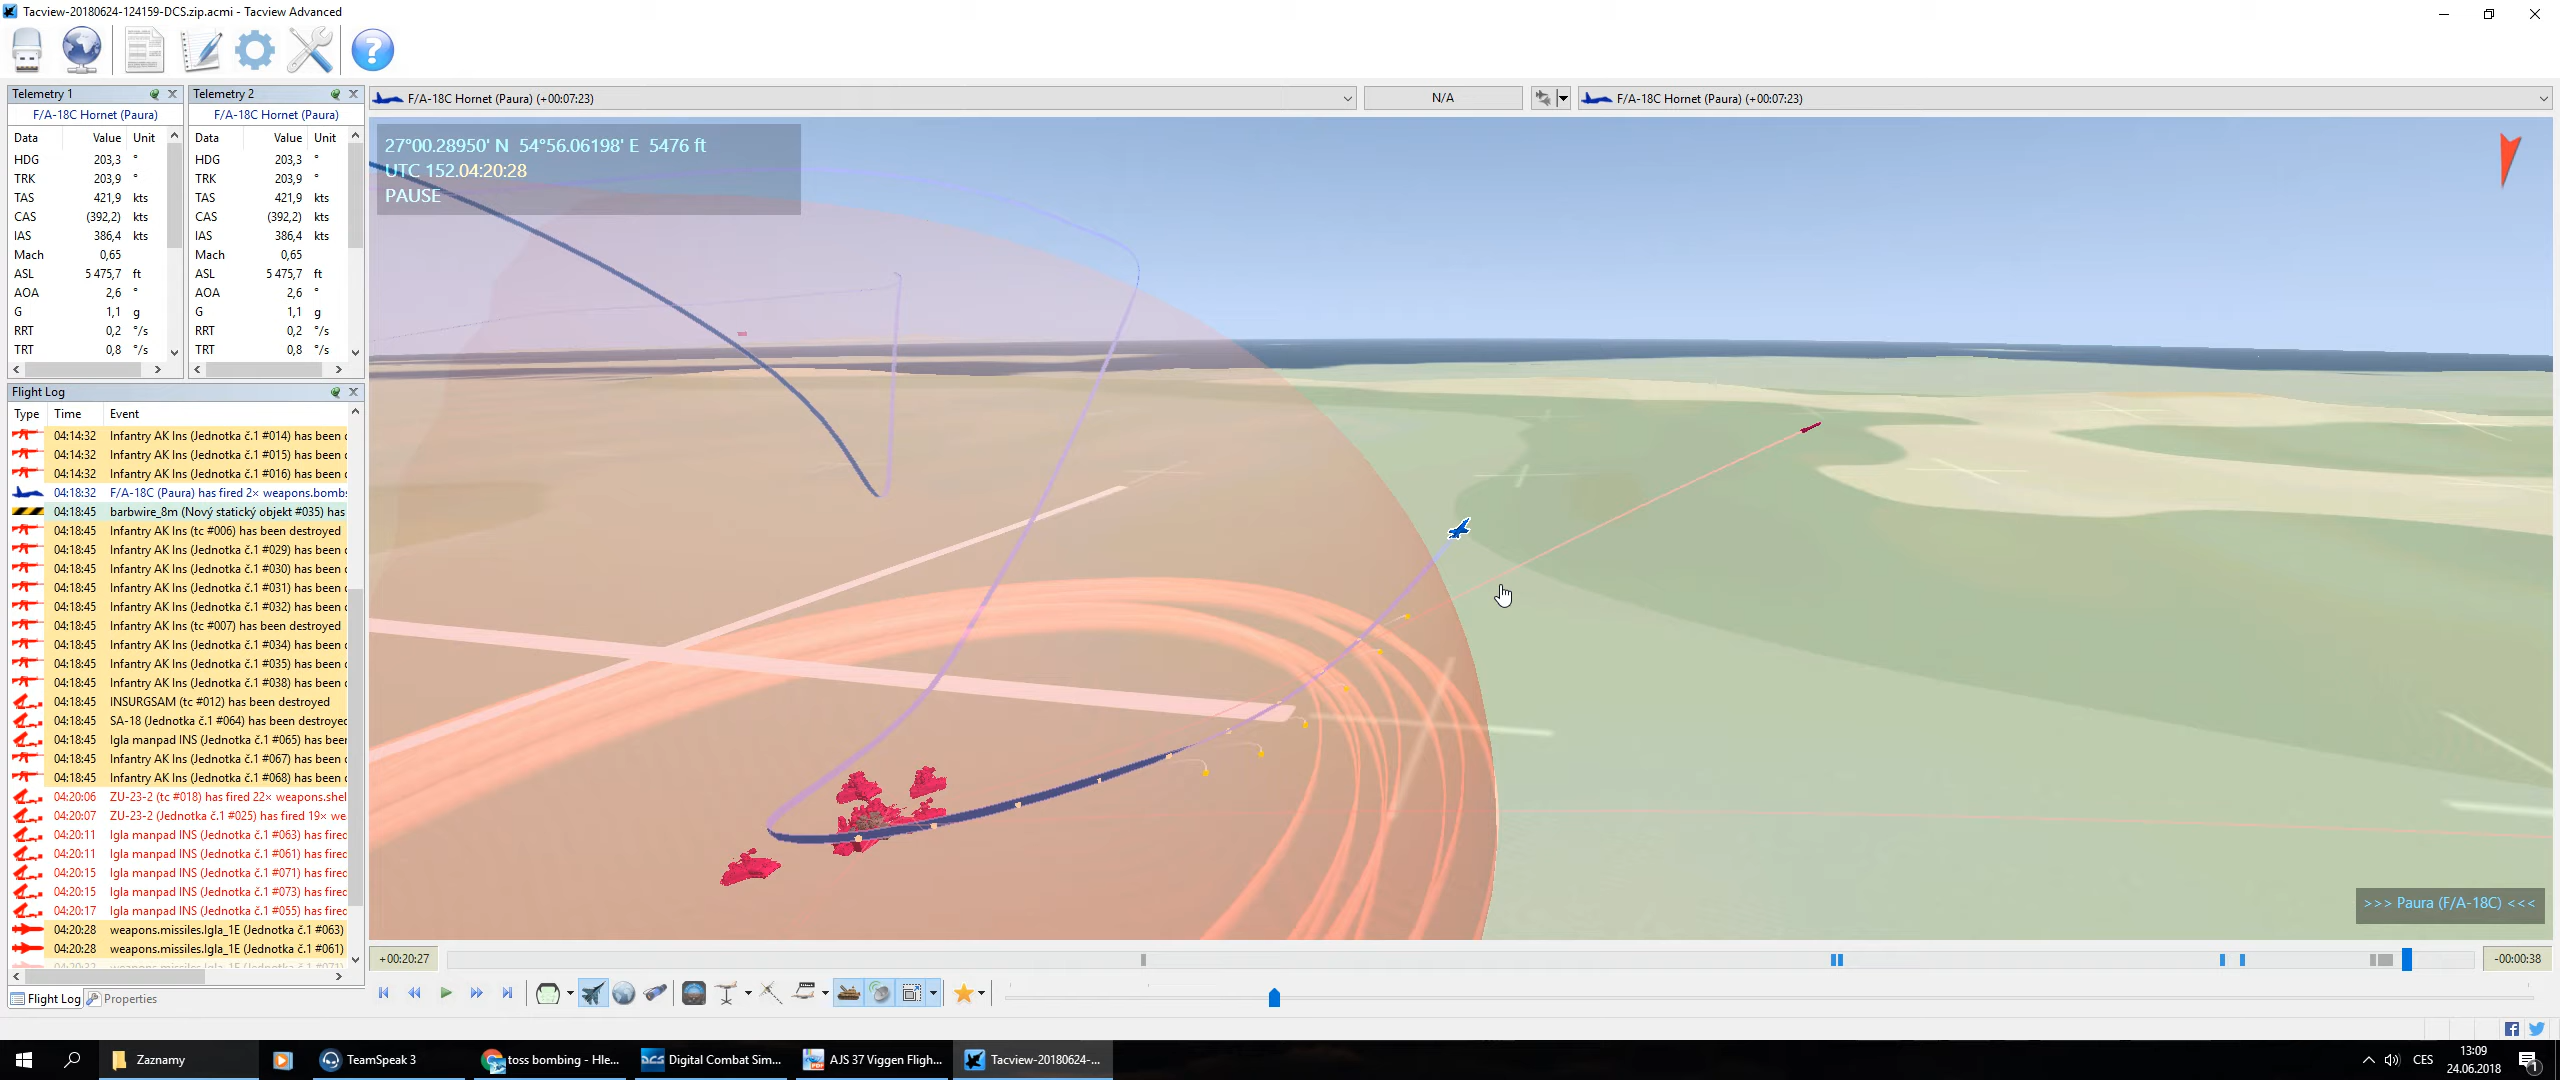 Tacview-20180624-124159-DCS.zip.acmi - Tacview Advanced
Telemetry 1
Telemetry 2
F/A-18C Hornet (Paura) (+00:07:23)
N/A
F/A-18C Hornet (Paura) (+00:07:23)
F/A-18C Hornet (Paura)
F/A-18C Hornet (Paura)
Data Value Unit
Data Value Unit
HDG 203,3 °
HDG 203,3 °
TRK 203,9 °
TRK 203,9 °
TAS 421,9 kts
TAS 421,9 kts
CAS (392,2) kts
CAS (392,2) kts
IAS 386,4 kts
IAS 386,4 kts
Mach 0,65
Mach 0,65
ASL 5 475,7 ft
ASL 5 475,7 ft
AOA 2,6 °
AOA 2,6 °
G 1,1 g
G 1,1 g
RRT 0,2 °/s
RRT 0,2 °/s
TRT 0,8 °/s
TRT 0,8 °/s
27°00.28950' N 54°56.06198' E 5476 ft
UTC 152.04:20:28
PAUSE
Flight Log
Type Time Event
04:14:32 Infantry AK Ins (Jednotka č.1 #014) has been
04:14:32 Infantry AK Ins (Jednotka č.1 #015) has been
04:14:32 Infantry AK Ins (Jednotka č.1 #016) has been
04:18:32 F/A-18C (Paura) has fired 2× weapons.bombs
04:18:45 barbwire_8m (Nový statický objekt #035) has
04:18:45 Infantry AK Ins (tc #006) has been destroyed
04:18:45 Infantry AK Ins (Jednotka č.1 #029) has been
04:18:45 Infantry AK Ins (Jednotka č.1 #030) has been
04:18:45 Infantry AK Ins (Jednotka č.1 #031) has been
04:18:45 Infantry AK Ins (Jednotka č.1 #032) has been
04:18:45 Infantry AK Ins (tc #007) has been destroyed
04:18:45 Infantry AK Ins (Jednotka č.1 #034) has been
04:18:45 Infantry AK Ins (Jednotka č.1 #035) has been
04:18:45 Infantry AK Ins (Jednotka č.1 #038) has been
04:18:45 INSURGSAM (tc #012) has been destroyed
04:18:45 SA-18 (Jednotka č.1 #064) has been destroyed
04:18:45 Igla manpad INS (Jednotka č.1 #065) has beer
04:18:45 Infantry AK Ins (Jednotka č.1 #067) has been
04:18:45 Infantry AK Ins (Jednotka č.1 #068) has been
04:20:06 ZU-23-2 (tc #018) has fired 22× weapons.shel
04:20:07 ZU-23-2 (Jednotka č.1 #025) has fired 19× we
04:20:11 Igla manpad INS (Jednotka č.1 #063) has firec
04:20:11 Igla manpad INS (Jednotka č.1 #061) has firec
04:20:15 Igla manpad INS (Jednotka č.1 #071) has firec
04:20:15 Igla manpad INS (Jednotka č.1 #073) has firec
04:20:17 Igla manpad INS (Jednotka č.1 #055) has firec
04:20:28 weapons.missiles.Igla_1E (Jednotka č.1 #063)
04:20:28 weapons.missiles.Igla_1E (Jednotka č.1 #061)
>>> Paura (F/A-18C) <<<
+00:20:27
-00:00:38
Flight Log
Properties
Zaznamy
TeamSpeak 3
toss bombing - Hle...
DCS Digital Combat Sim...
AJS 37 Viggen Fligh...
Tacview-20180624-...
CES
13:09
24.06.2018
1